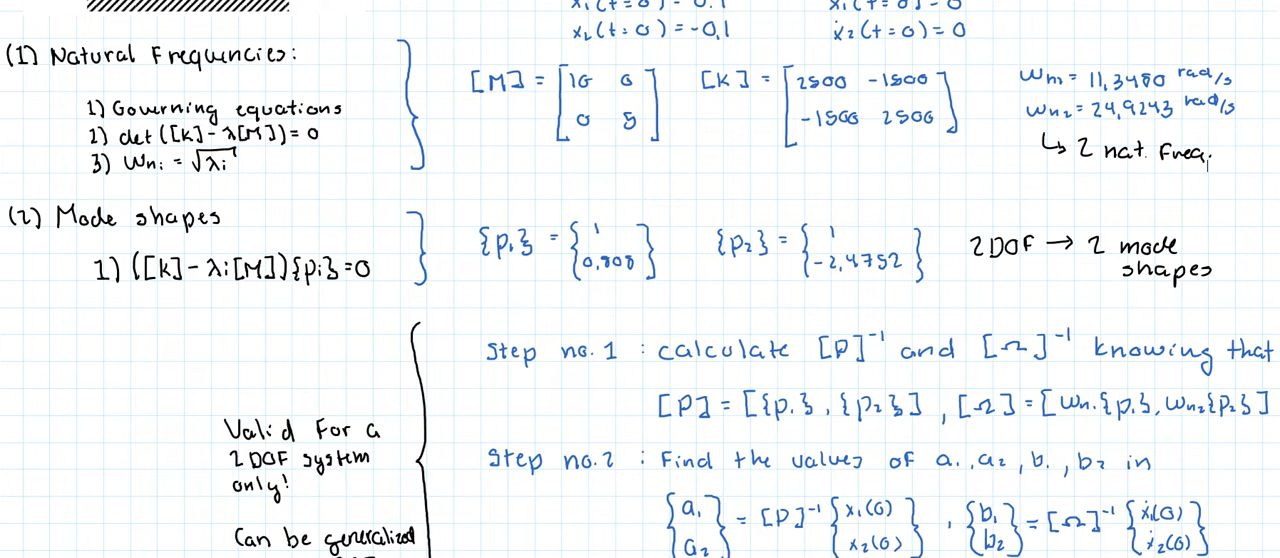 x₂(t=0)=-0,1
ẋ₂(t=0)=0
(1) Natural Frequencies:
1) Governing equations
2) det([K]-λ[M])=0
3) ωni = √λi
[M] = [10 0
0 5]
[K] = [2500 -1500
-1500 2500]
ωn1 = 11,3480 rad/s
ωn2 = 24,9243 rad/s
↳ 2 nat. Freq.
(2) Mode shapes
1) ([K]-λi[M]){pi}=0
{p1} = {1
0,808}
{p2} = {1
-2,4752}
2DOF → 2 mode
shapes
Valid For a
2DOF system
only!
Can be generalized
Step no. 1 : calculate [P]⁻¹ and [Ω]⁻¹ knowing that
[P] = [{p1}, {p2}], [Ω] = [ωn1{p1}, ωn2{p2}]
Step no. 2 : Find the values of a1, a2, b1, b2 in
{a1
a2} = [P]⁻¹ {x1(0)
x2(0)}, {b1
b2} = [Ω]⁻¹ {ẋ1(0)
ẋ2(0)}